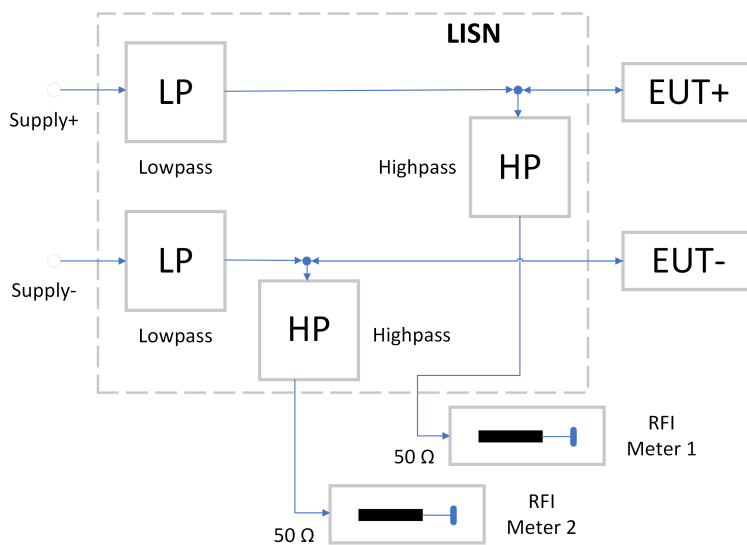 LISN
LP
EUT+
Supply+
Lowpass
Highpass
HP
LP
EUT-
Supply-
HP
Lowpass
Highpass
RFI
Meter 1
50 Ω
RFI
Meter 2
50 Ω